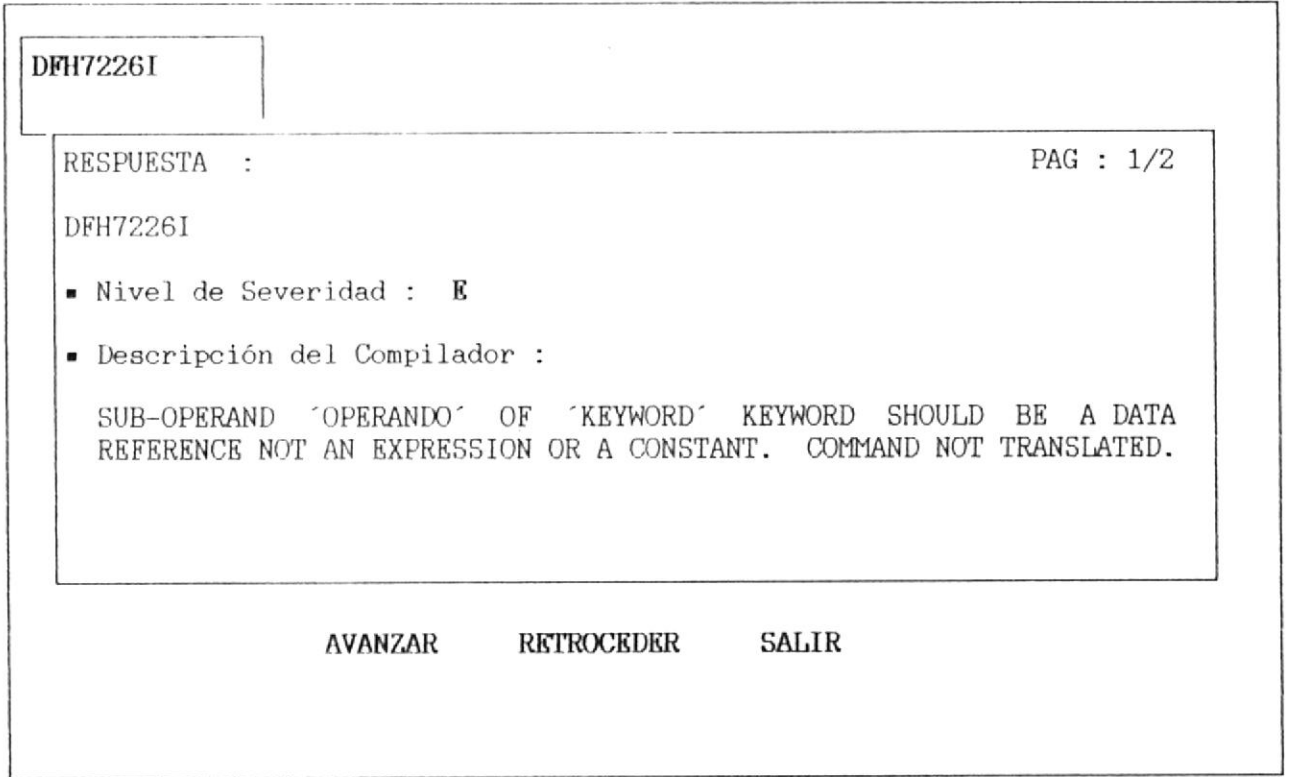 DFH7226I
RESPUESTA : PAG : 1/2
DFH7226I
▪ Nivel de Severidad : E
▪ Descripción del Compilador :
SUB-OPERAND ´OPERANDO´ OF ´KEYWORD´ KEYWORD SHOULD BE A DATA
REFERENCE NOT AN EXPRESSION OR A CONSTANT. COMMAND NOT TRANSLATED.
AVANZAR RETROCEDER SALIR